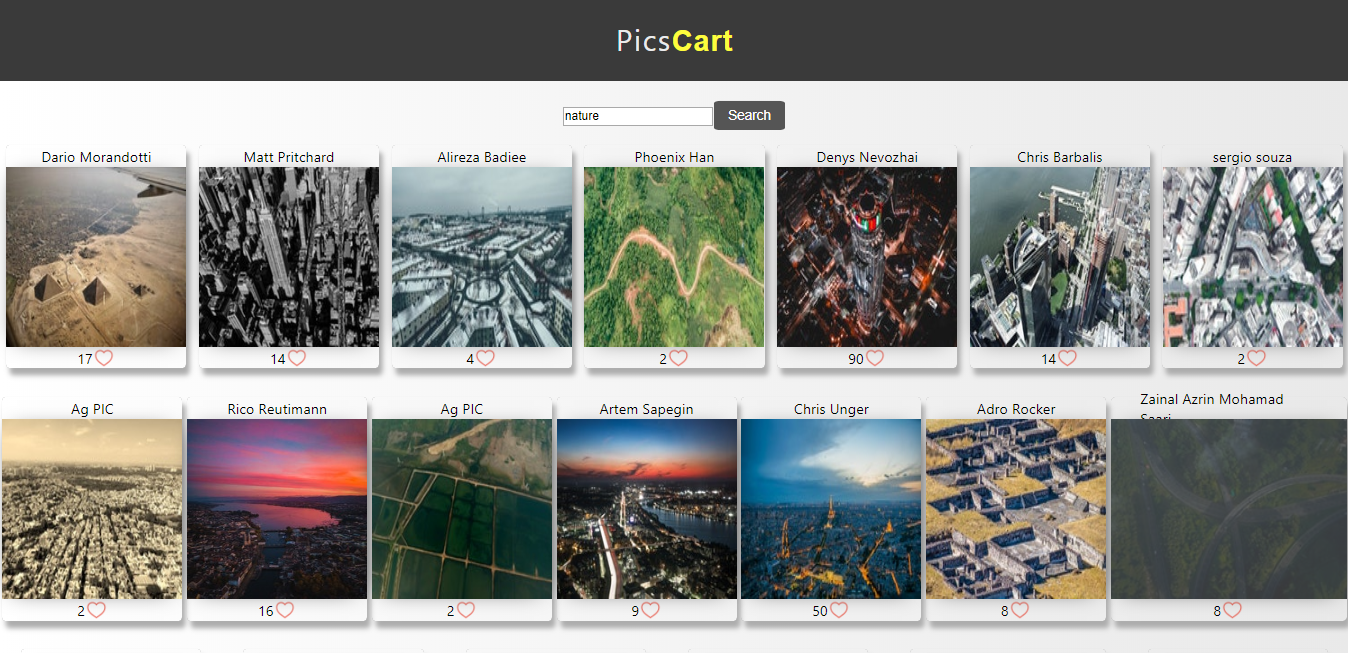 PicsCart
nature Search
Dario Morandotti
Matt Pritchard
Alireza Badiee
Phoenix Han
Denys Nevozhai
Chris Barbalis
sergio souza
17
14
4
2
90
14
2
Ag PIC
Rico Reutimann
Ag PIC
Artem Sapegin
Chris Unger
Adro Rocker
Zainal Azrin Mohamad
2
16
2
9
50
8
8